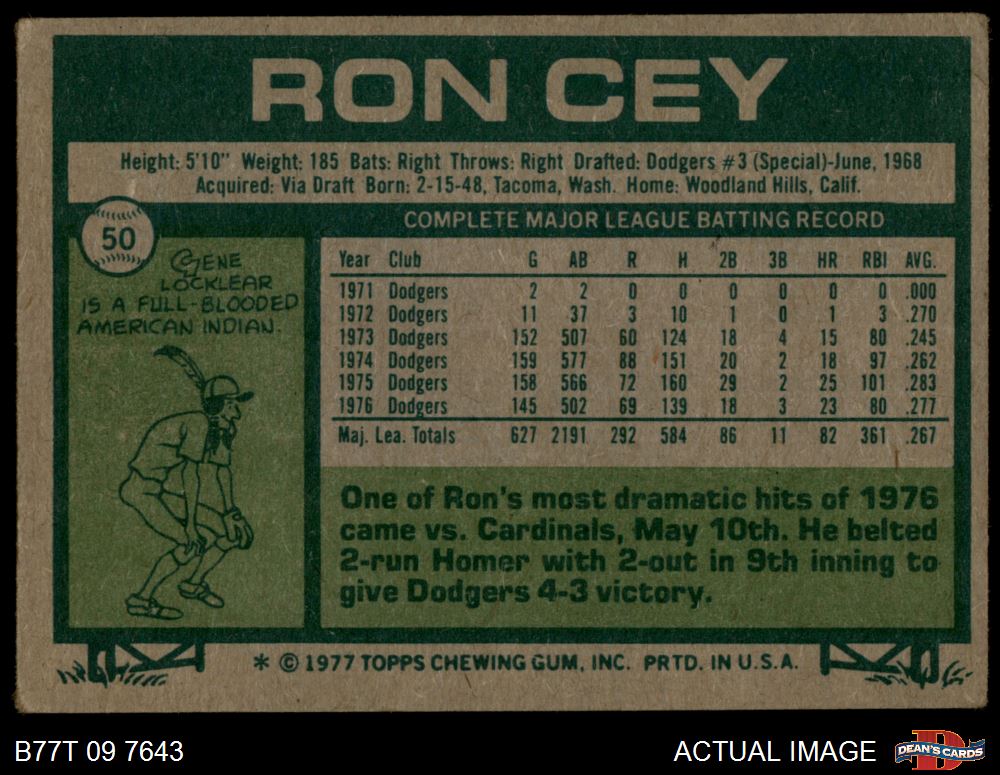 RON CEY
Height: 5'10" Weight: 185 Bats: Right Throws: Right Drafted: Dodgers #3 (Special)-June, 1968
Acquired: Via Draft Born: 2-15-48, Tacoma, Wash. Home: Woodland Hills, Calif.
50
GENE
LOCKLEAR
IS A FULL-BLOODED
AMERICAN INDIAN.
COMPLETE MAJOR LEAGUE BATTING RECORD
Year Club G AB R H 2B 3B HR RBI AVG.
1971 Dodgers 2 2 0 0 0 0 0 0 .000
1972 Dodgers 11 37 3 10 1 0 1 3 .270
1973 Dodgers 152 507 60 124 18 4 15 80 .245
1974 Dodgers 159 577 88 151 20 2 18 97 .262
1975 Dodgers 158 566 72 160 29 2 25 101 .283
1976 Dodgers 145 502 69 139 18 3 23 80 .277
Maj. Lea. Totals 627 2191 292 584 86 11 82 361 .267
One of Ron's most dramatic hits of 1976
came vs. Cardinals, May 10th. He belted
2-run Homer with 2-out in 9th inning to
give Dodgers 4-3 victory.
* © 1977 TOPPS CHEWING GUM, INC. PRTD. IN U.S.A.
B77T 09 7643
ACTUAL IMAGE
D
DEAN'S CARDS